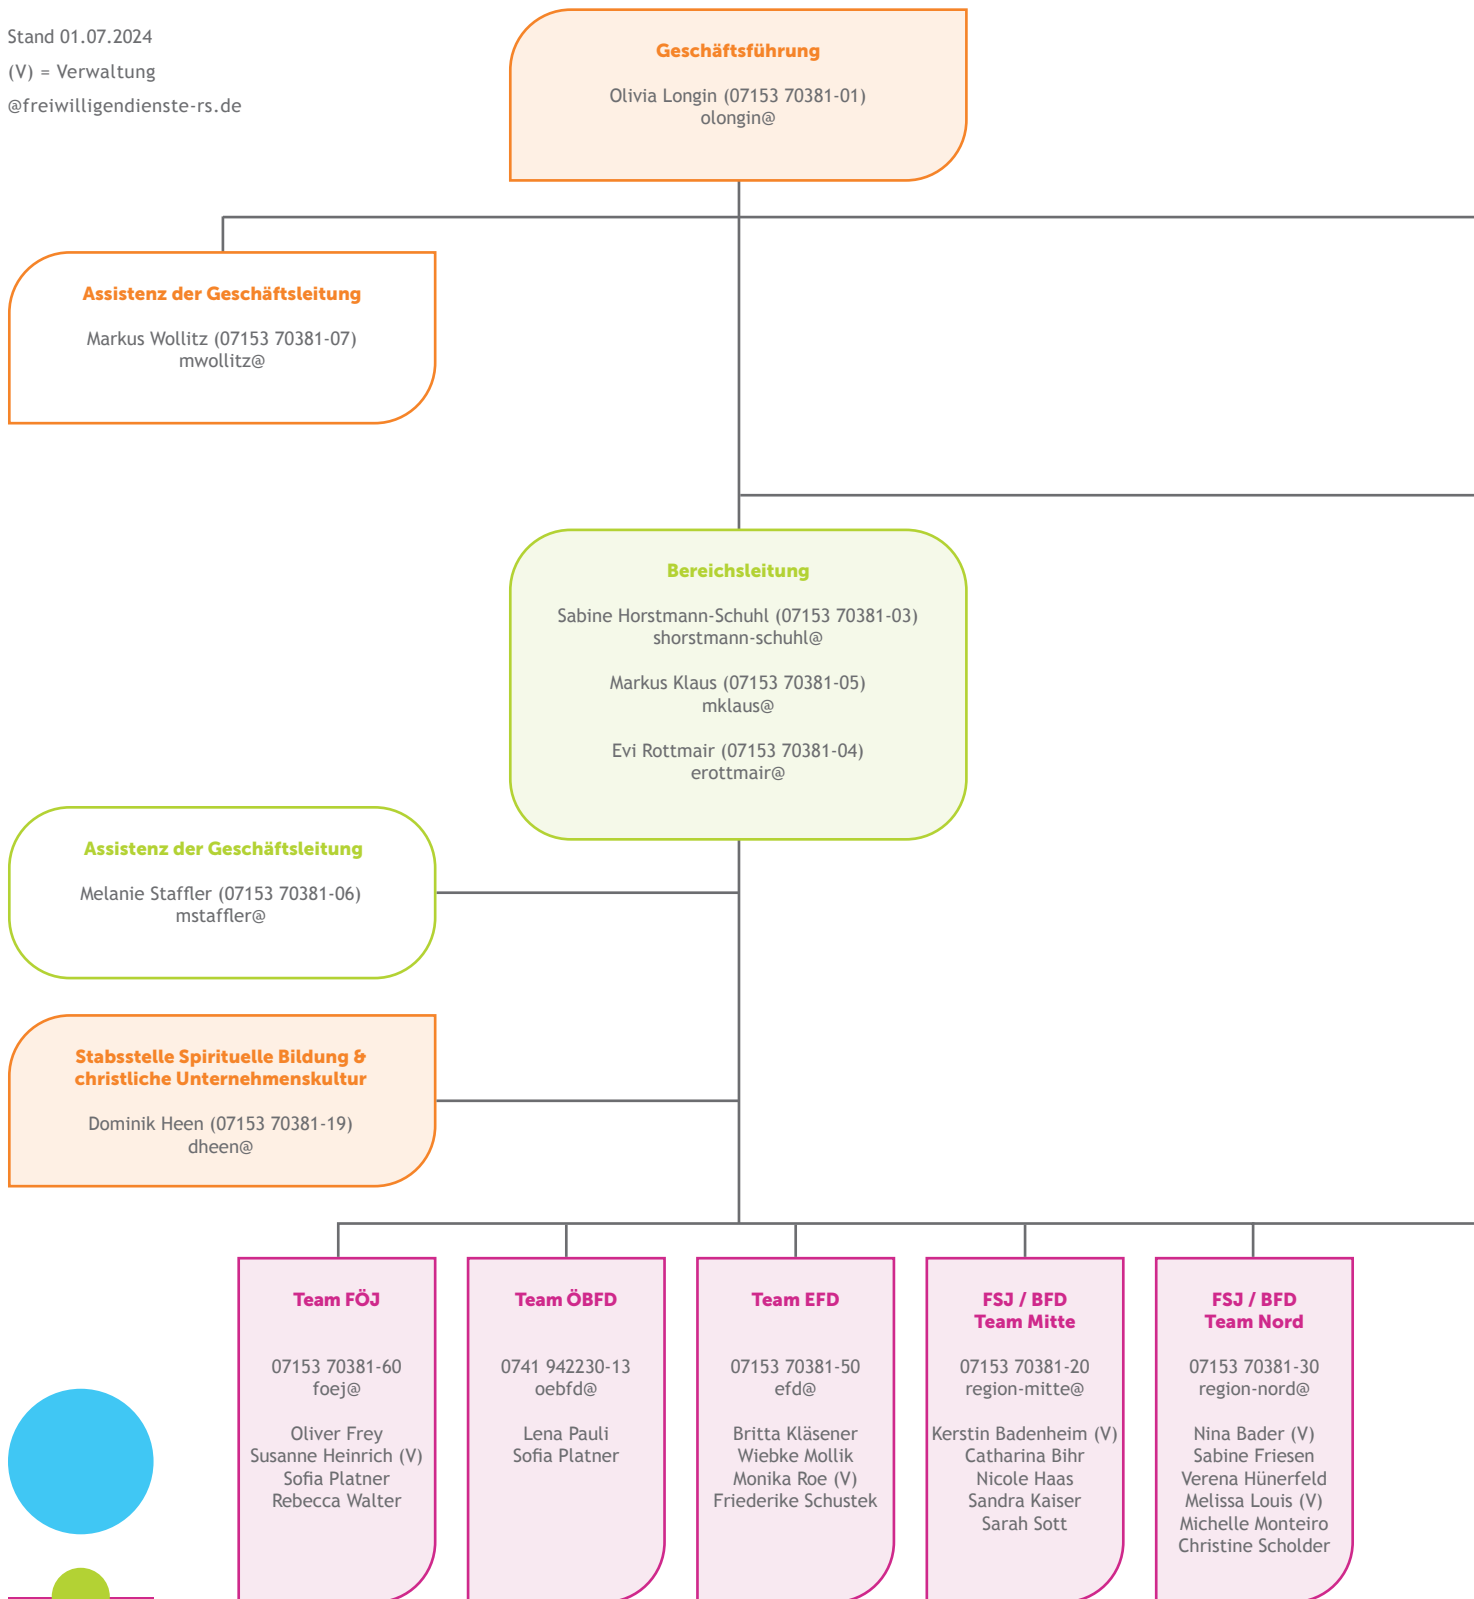 Stand 01.07.2024
(V) = Verwaltung
@freiwilligendienste-rs.de
Geschäftsführung
Olivia Longin (07153 70381-01)
olongin@
Assistenz der Geschäftsleitung
Markus Wollitz (07153 70381-07)
mwollitz@
Bereichsleitung
Sabine Horstmann-Schuhl (07153 70381-03)
shorstmann-schuhl@
Markus Klaus (07153 70381-05)
mklaus@
Evi Rottmair (07153 70381-04)
erottmair@
Assistenz der Geschäftsleitung
Melanie Staffler (07153 70381-06)
mstaffler@
Stabsstelle Spirituelle Bildung &
christliche Unternehmenskultur
Dominik Heen (07153 70381-19)
dheen@
Team FÖJ
07153 70381-60
foej@
Oliver Frey
Susanne Heinrich (V)
Sofia Platner
Rebecca Walter
Team ÖBFD
0741 942230-13
oebfd@
Lena Pauli
Sofia Platner
Team EFD
07153 70381-50
efd@
Britta Kläsener
Wiebke Mollik
Monika Roe (V)
Friederike Schustek
FSJ / BFD
Team Mitte
07153 70381-20
region-mitte@
Kerstin Badenheim (V)
Catharina Bihr
Nicole Haas
Sandra Kaiser
Sarah Sott
FSJ / BFD
Team Nord
07153 70381-30
region-nord@
Nina Bader (V)
Sabine Friesen
Verena Hünerfeld
Melissa Louis (V)
Michelle Monteiro
Christine Scholder